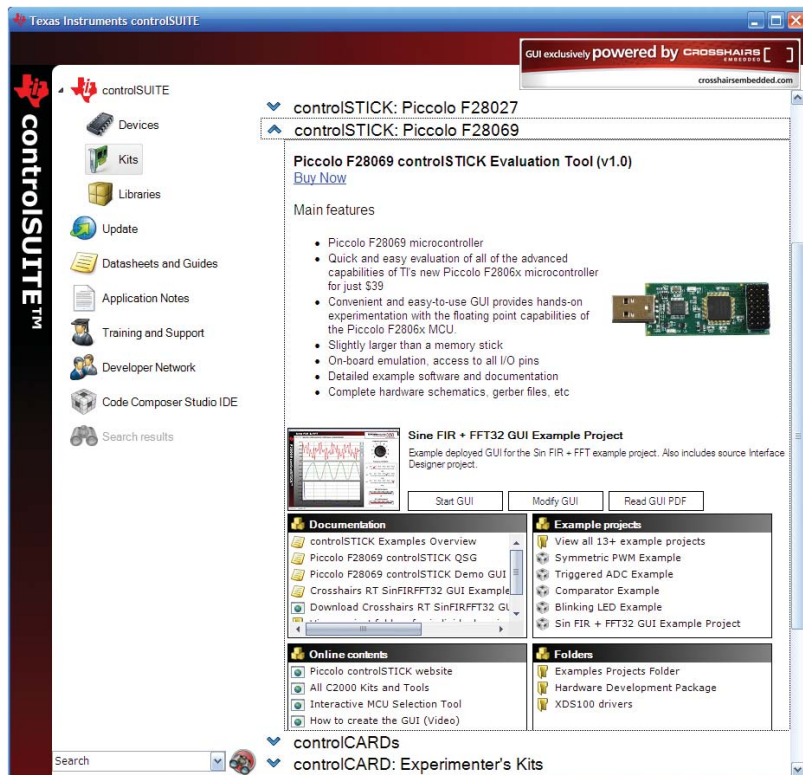 Texas Instruments controlSUITE
GUI exclusively powered by CROSSHAIRS
EMBEDDED
crosshairsembedded.com
controlSUITE™
controlSUITE
Devices
Kits
Libraries
Update
Datasheets and Guides
Application Notes
Training and Support
Developer Network
Code Composer Studio IDE
Search results
Search
controlSTICK: Piccolo F28027
controlSTICK: Piccolo F28069
Piccolo F28069 controlSTICK Evaluation Tool (v1.0)
Buy Now
Main features
• Piccolo F28069 microcontroller
• Quick and easy evaluation of all of the advanced
capabilities of TI's new Piccolo F2806x microcontroller
for just $39
• Convenient and easy-to-use GUI provides hands-on
experimentation with the floating point capabilities of
the Piccolo F2806x MCU.
• Slightly larger than a memory stick
• On-board emulation, access to all I/O pins
• Detailed example software and documentation
• Complete hardware schematics, gerber files, etc
Sine FIR + FFT32 GUI Example Project
Example deployed GUI for the Sin FIR + FFT example project. Also includes source Interface
Designer project.
Start GUI
Modify GUI
Read GUI PDF
Documentation
controlSTICK Examples Overview
Piccolo F28069 controlSTICK QSG
Piccolo F28069 controlSTICK Demo GUI
Crosshairs RT SinFIRFFT32 GUI Example
Download Crosshairs RT SinFIRFFT32 GU
Example projects
View all 13+ example projects
Symmetric PWM Example
Triggered ADC Example
Comparator Example
Blinking LED Example
Sin FIR + FFT32 GUI Example Project
Online contents
Piccolo controlSTICK website
All C2000 Kits and Tools
Interactive MCU Selection Tool
How to create the GUI (Video)
Folders
Examples Projects Folder
Hardware Development Package
XDS100 drivers
controlCARDs
controlCARD: Experimenter's Kits